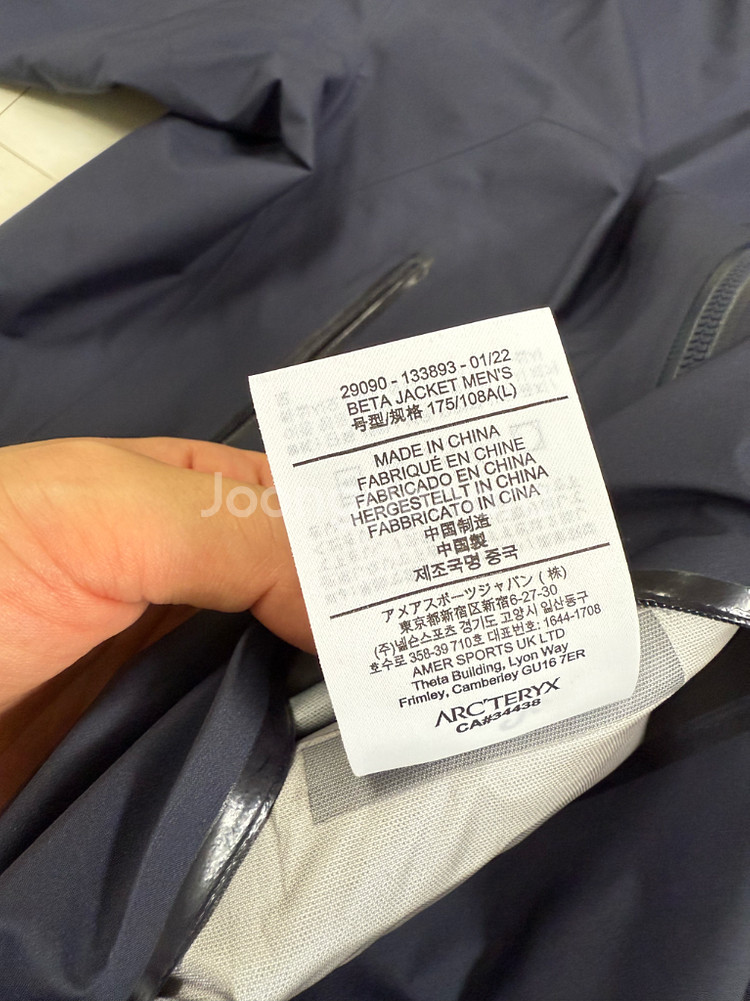 29090 - 133893 - 01/22
BETA JACKET MEN'S
号型/规格 175/108A(L)
MADE IN CHINA
FABRIQUÉ EN CHINE
FABRICADO EN CHINA
HERGESTELLT IN CHINA
FABBRICATO IN CINA
中国制造
中國製
제조국명 중국
アメアスポーツジャパン (株)
東京都新宿区新宿6-27-30
(주)넬슨스포츠 경기도 고양시 일산동구
호수로 358-39 710호 대표번호: 1644-1708
AMER SPORTS UK LTD
Theta Building, Lyon Way
Frimley, Camberley GU16 7ER
ARC'TERYX
CA#34438